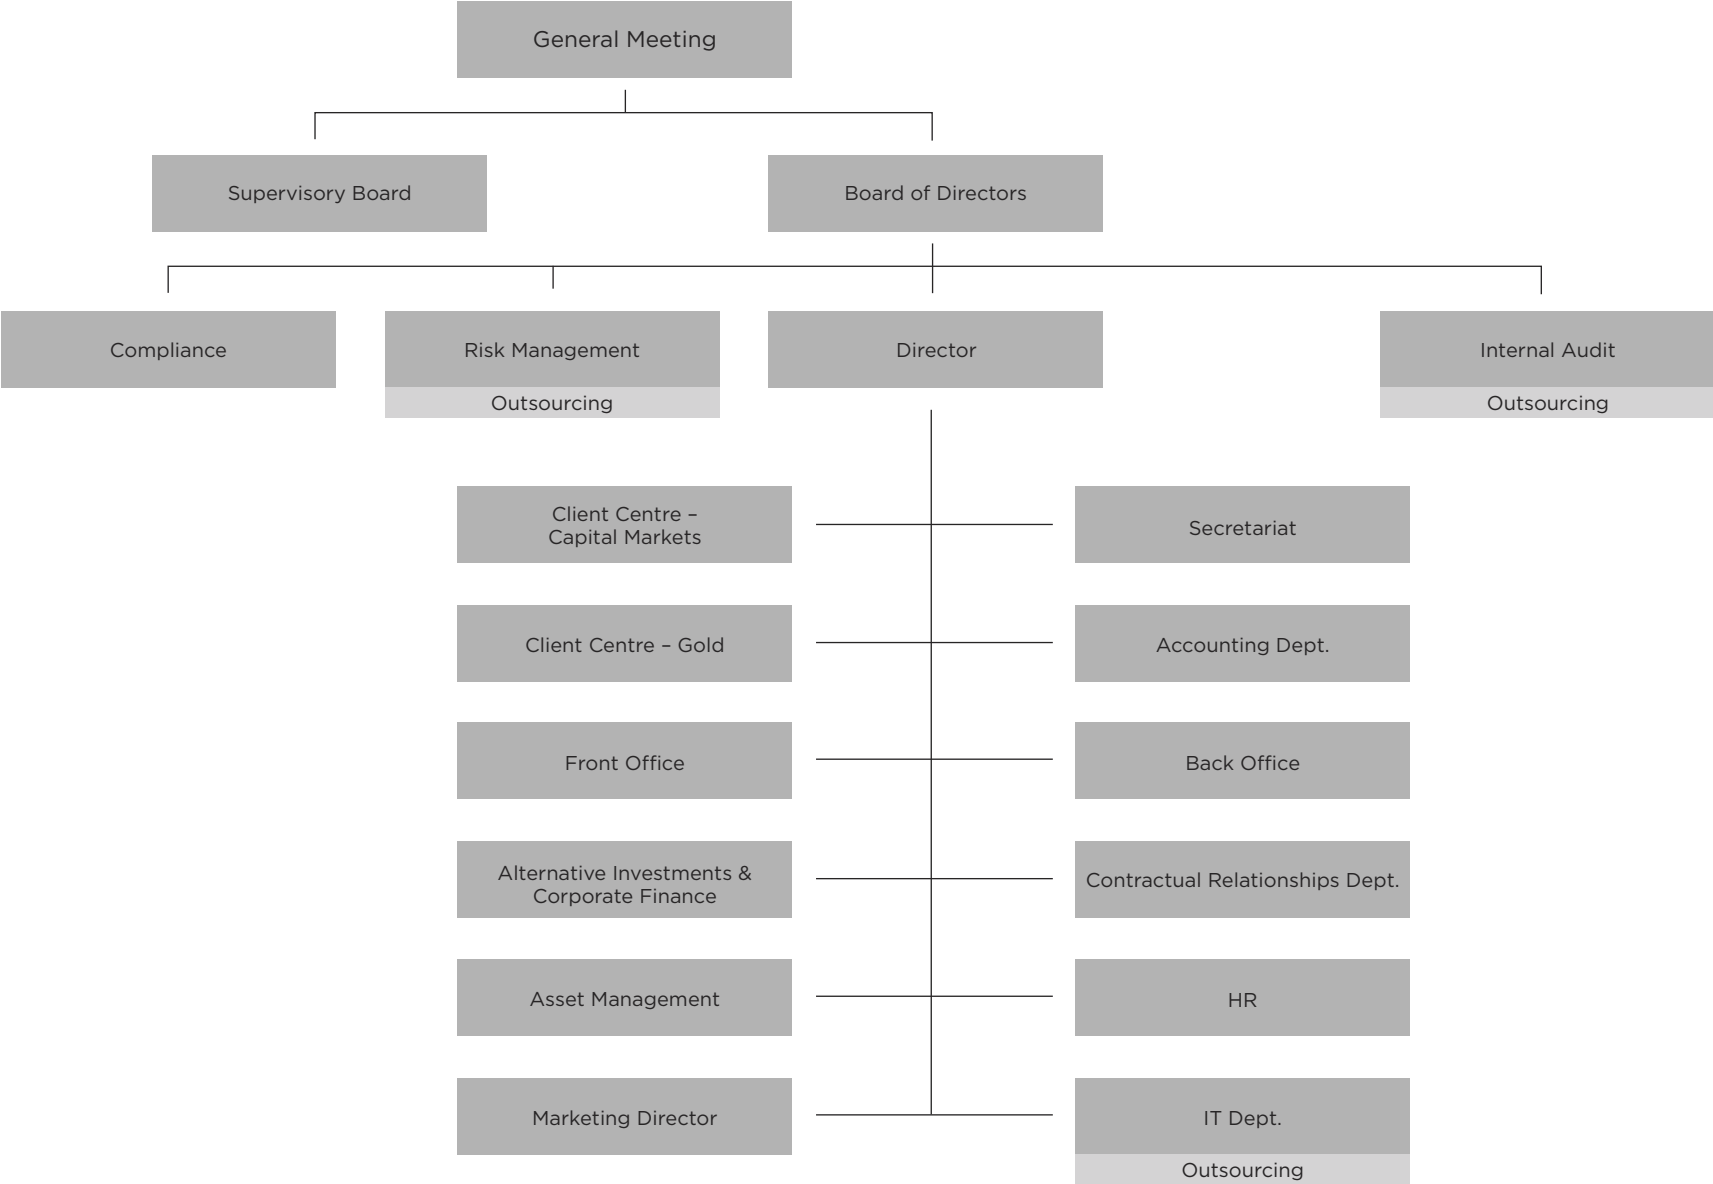 General Meeting
Supervisory Board
Board of Directors
Compliance
Risk Management
Director
Internal Audit
Outsourcing
Outsourcing
Client Centre –
Capital Markets
Secretariat
Client Centre – Gold
Accounting Dept.
Front Office
Back Office
Alternative Investments &
Corporate Finance
Contractual Relationships Dept.
Asset Management
HR
Marketing Director
IT Dept.
Outsourcing